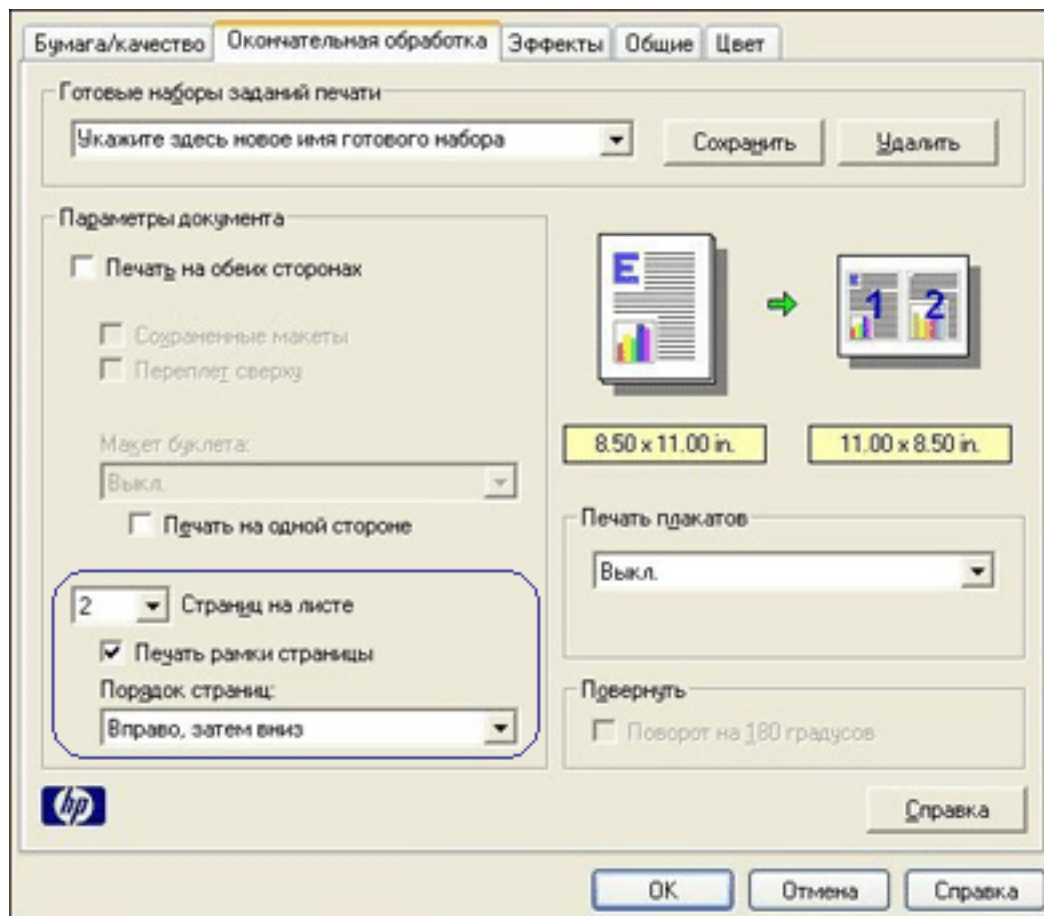 Бумага/качество Окончательная обработка Эффекты Общие Цвет
Готовые наборы заданий печати
Укажите здесь новое имя готового набора Сохранить Удалить
Параметры документа
Печать на обеих сторонах
Сохраненные макеты
Переплет сверху
Макет буклета:
Выкл.
Печать на одной стороне
2 Страниц на листе
Печать рамки страницы
Порядок страниц:
Вправо, затем вниз
E
1 2
8.50 x 11.00 in. 11.00 x 8.50 in.
Печать плакатов
Выкл.
Повернуть
Поворот на 180 градусов
hp
Справка
OK Отмена Справка